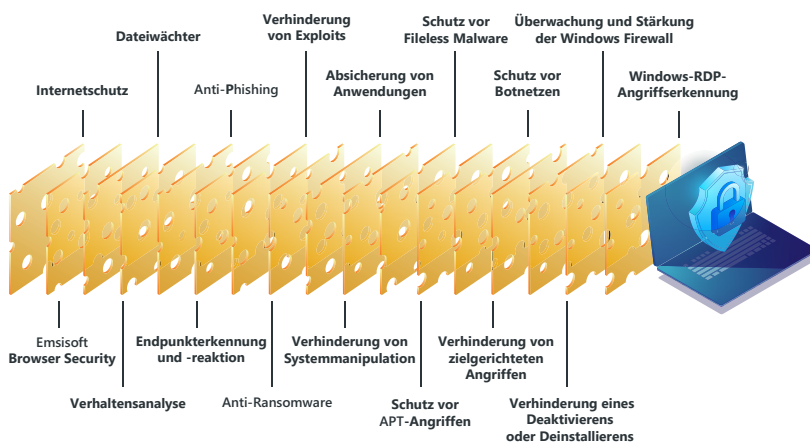 Internetschutz
Dateiwächter
Anti-Phishing
Verhinderung
von Exploits
Absicherung von
Anwendungen
Schutz vor
Fileless Malware
Schutz vor
Botnetzen
Überwachung und Stärkung
der Windows Firewall
Windows-RDP-
Angriffserkennung
Emsisoft
Browser Security
Verhaltensanalyse
Endpunkterkennung
und -reaktion
Anti-Ransomware
Verhinderung von
Systemmanipulation
Schutz vor
APT-Angriffen
Verhinderung von
zielgerichteten
Angriffen
Verhinderung eines
Deaktivierens
oder Deinstallierens